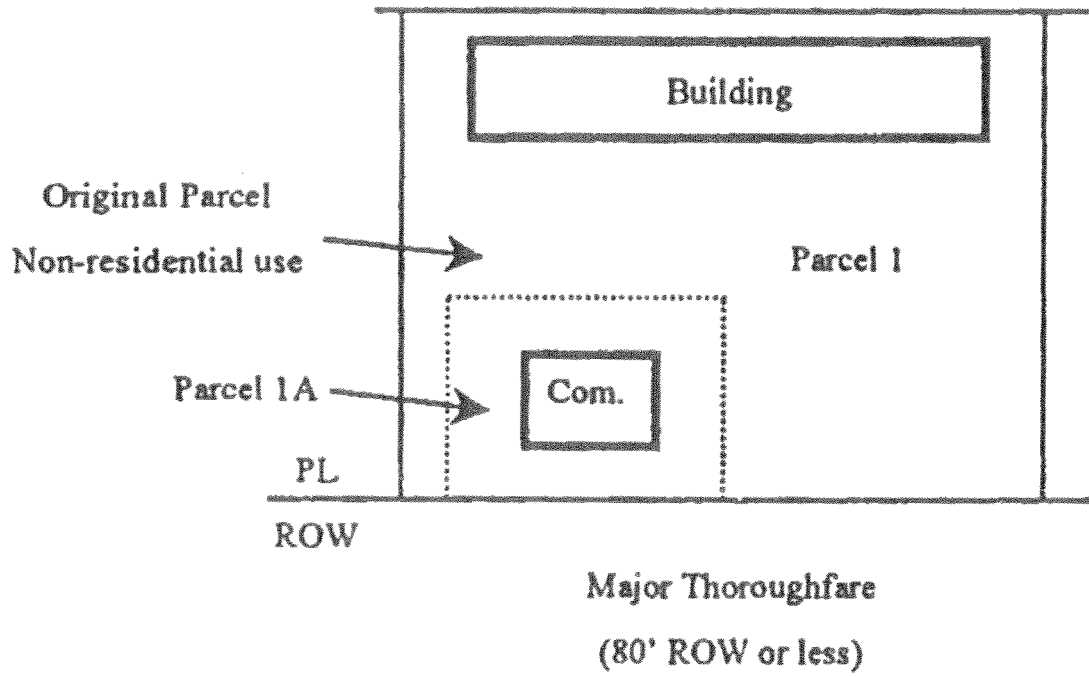 Building
Original Parcel
Non-residential use
Parcel 1
Parcel 1A
Com.
PL
ROW
Major Thoroughfare
(80' ROW or less)